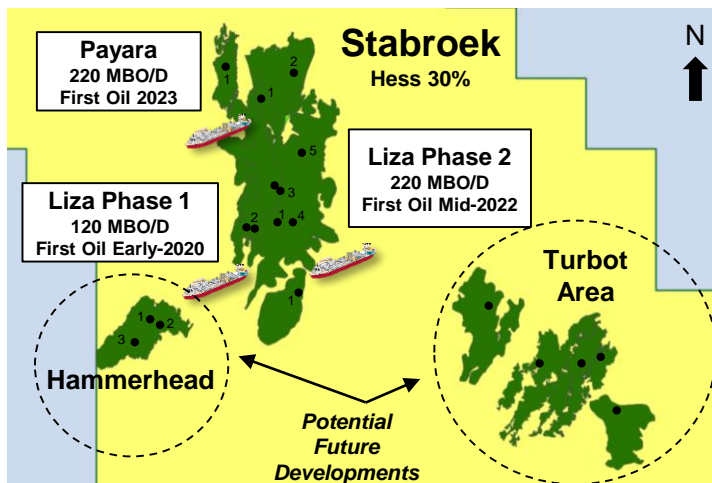 Stabroek
Hess 30%
N
Payara
220 MBO/D
First Oil 2023
1
2
1
5
Liza Phase 2
220 MBO/D
First Oil Mid-2022
3
Liza Phase 1
120 MBO/D
First Oil Early-2020
2
1
4
1
Turbot
Area
1
2
3
Hammerhead
Potential
Future
Developments